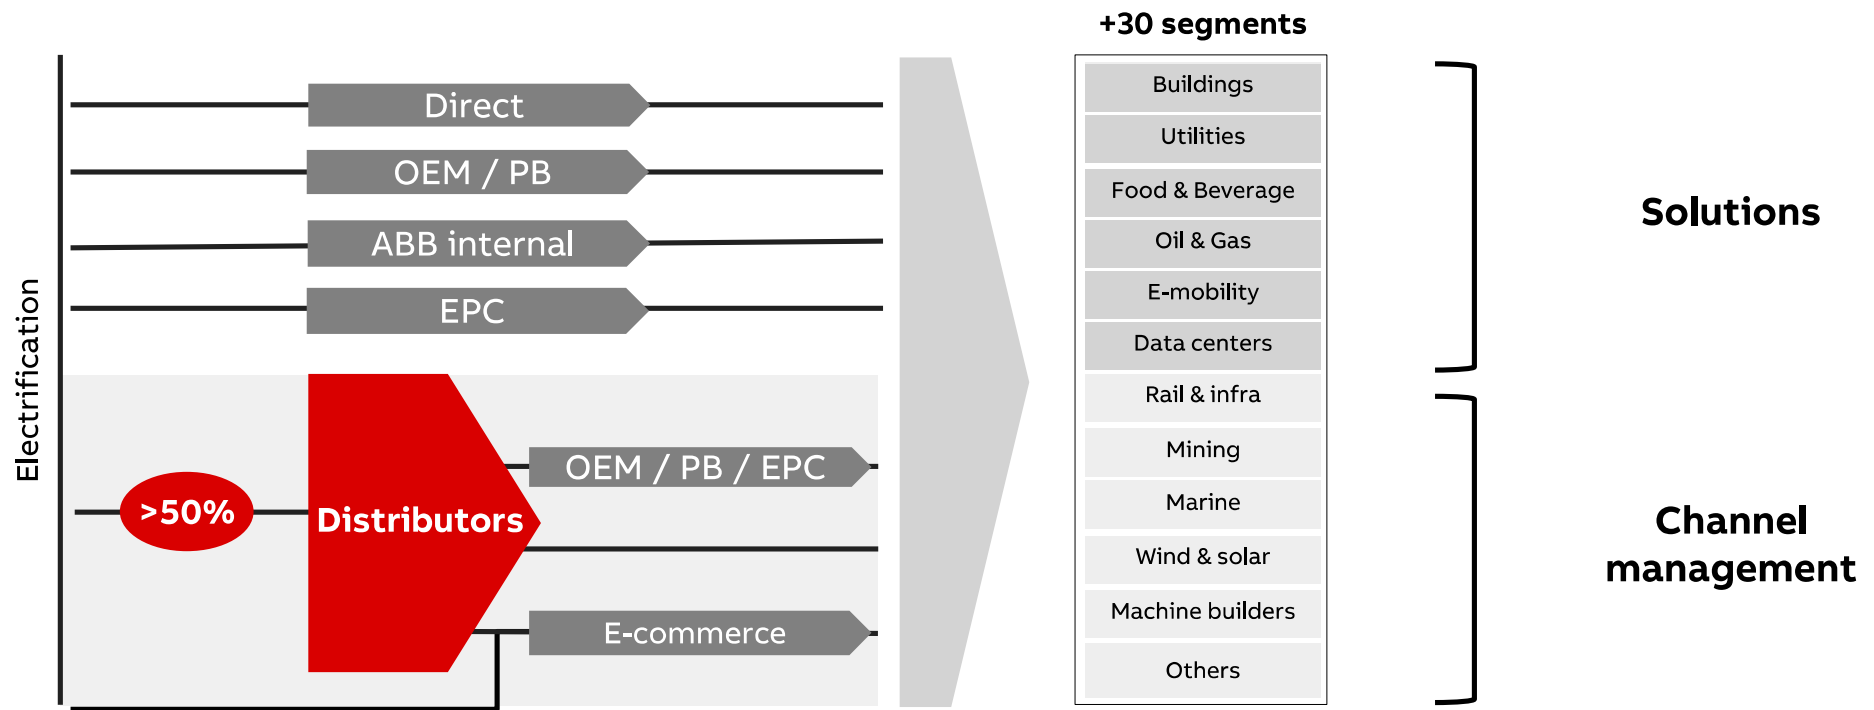 +30 segments
Electrification
Direct
OEM / PB
ABB internal
EPC
>50%
Distributors
OEM / PB / EPC
E-commerce
Buildings
Utilities
Food & Beverage
Oil & Gas
E-mobility
Data centers
Rail & infra
Mining
Marine
Wind & solar
Machine builders
Others
Solutions
Channel
management